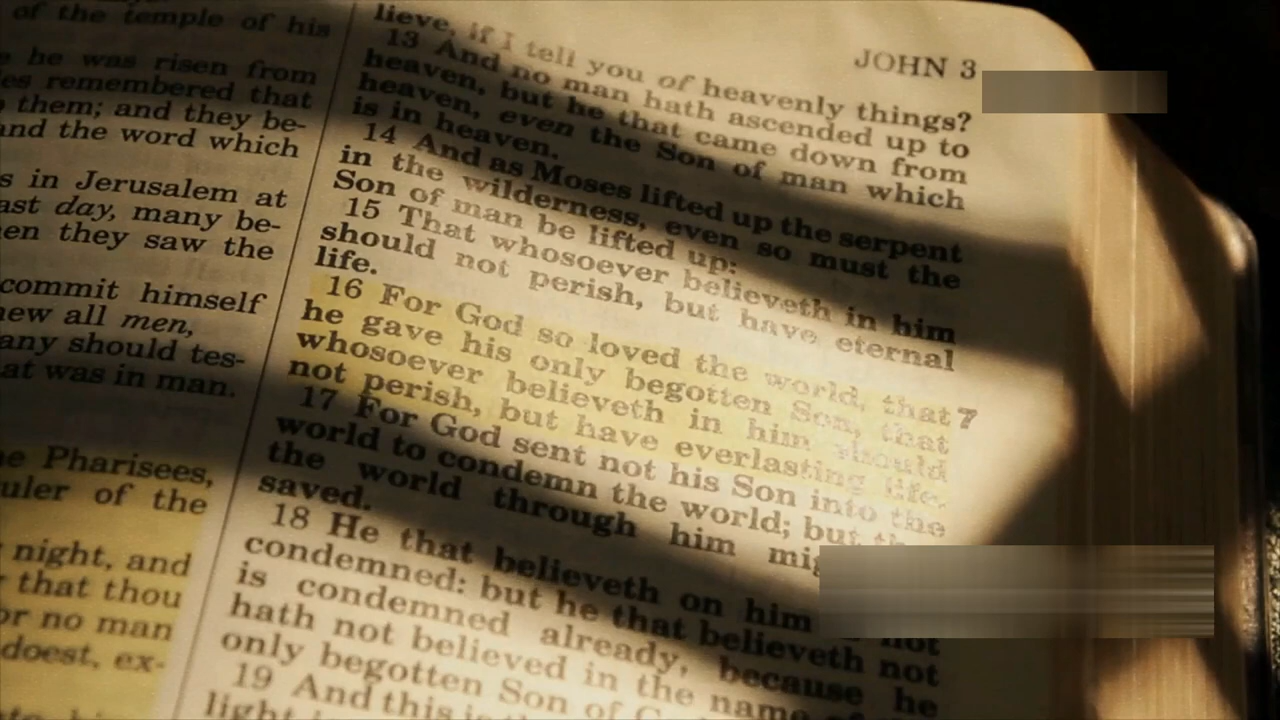 of the temple of his
he was risen from
es remembered that
them; and they be-
and the word which
s in Jerusalem at
ast day, many be-
en they saw the
commit himself
new all men,
any should tes-
at was in man.
e Pharisees,
uler of the
night, and
that thou
or no man
doest, ex-
JOHN 3
lieve, if I tell you of heavenly things?
13 And no man hath ascended up to
heaven, but he that came down from
heaven, even the Son of man which
is in heaven.
14 And as Moses lifted up the serpent
in the wilderness, even so must the
Son of man be lifted up:
15 That whosoever believeth in him
should not perish, but have eternal
life.
16 For God so loved the world, that 7
he gave his only begotten Son, that
whosoever believeth in him should
not perish, but have everlasting life.
17 For God sent not his Son into the
world to condemn the world; but
the world through him
saved.
18 He that believeth on him not
condemned: but he that believeth not
is condemned already, because he
hath not believed in the name
only begotten Son of
19 And this is
light